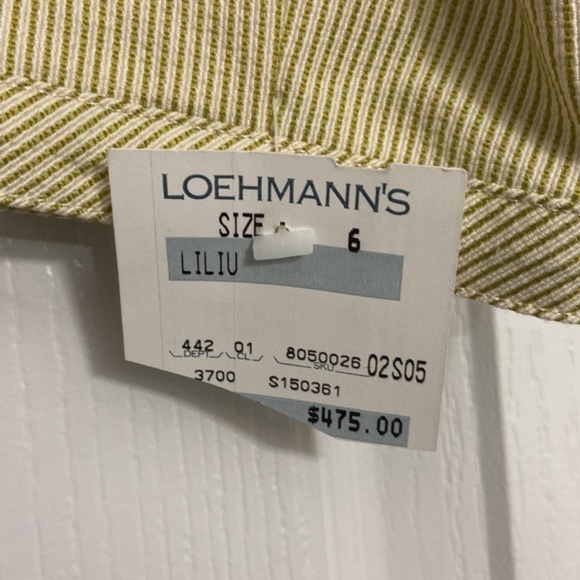 LOEHMANN'S
SIZE 6
LILIU
442 01 8050026 02S05
DEPT CL SKU
3700 S150361
$475.00